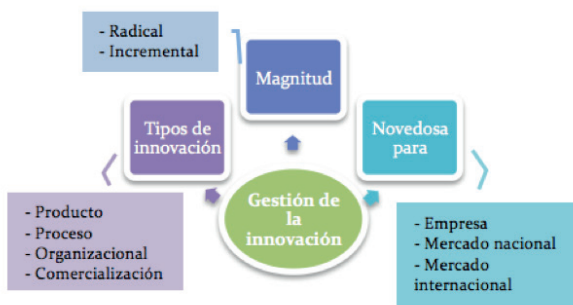 - Radical
- Incremental
Magnitud
Tipos de
innovación
Novedosa
para
Gestión de
la
innovación
- Producto
- Proceso
- Organizacional
- Comercialización
- Empresa
- Mercado nacional
- Mercado
internacional